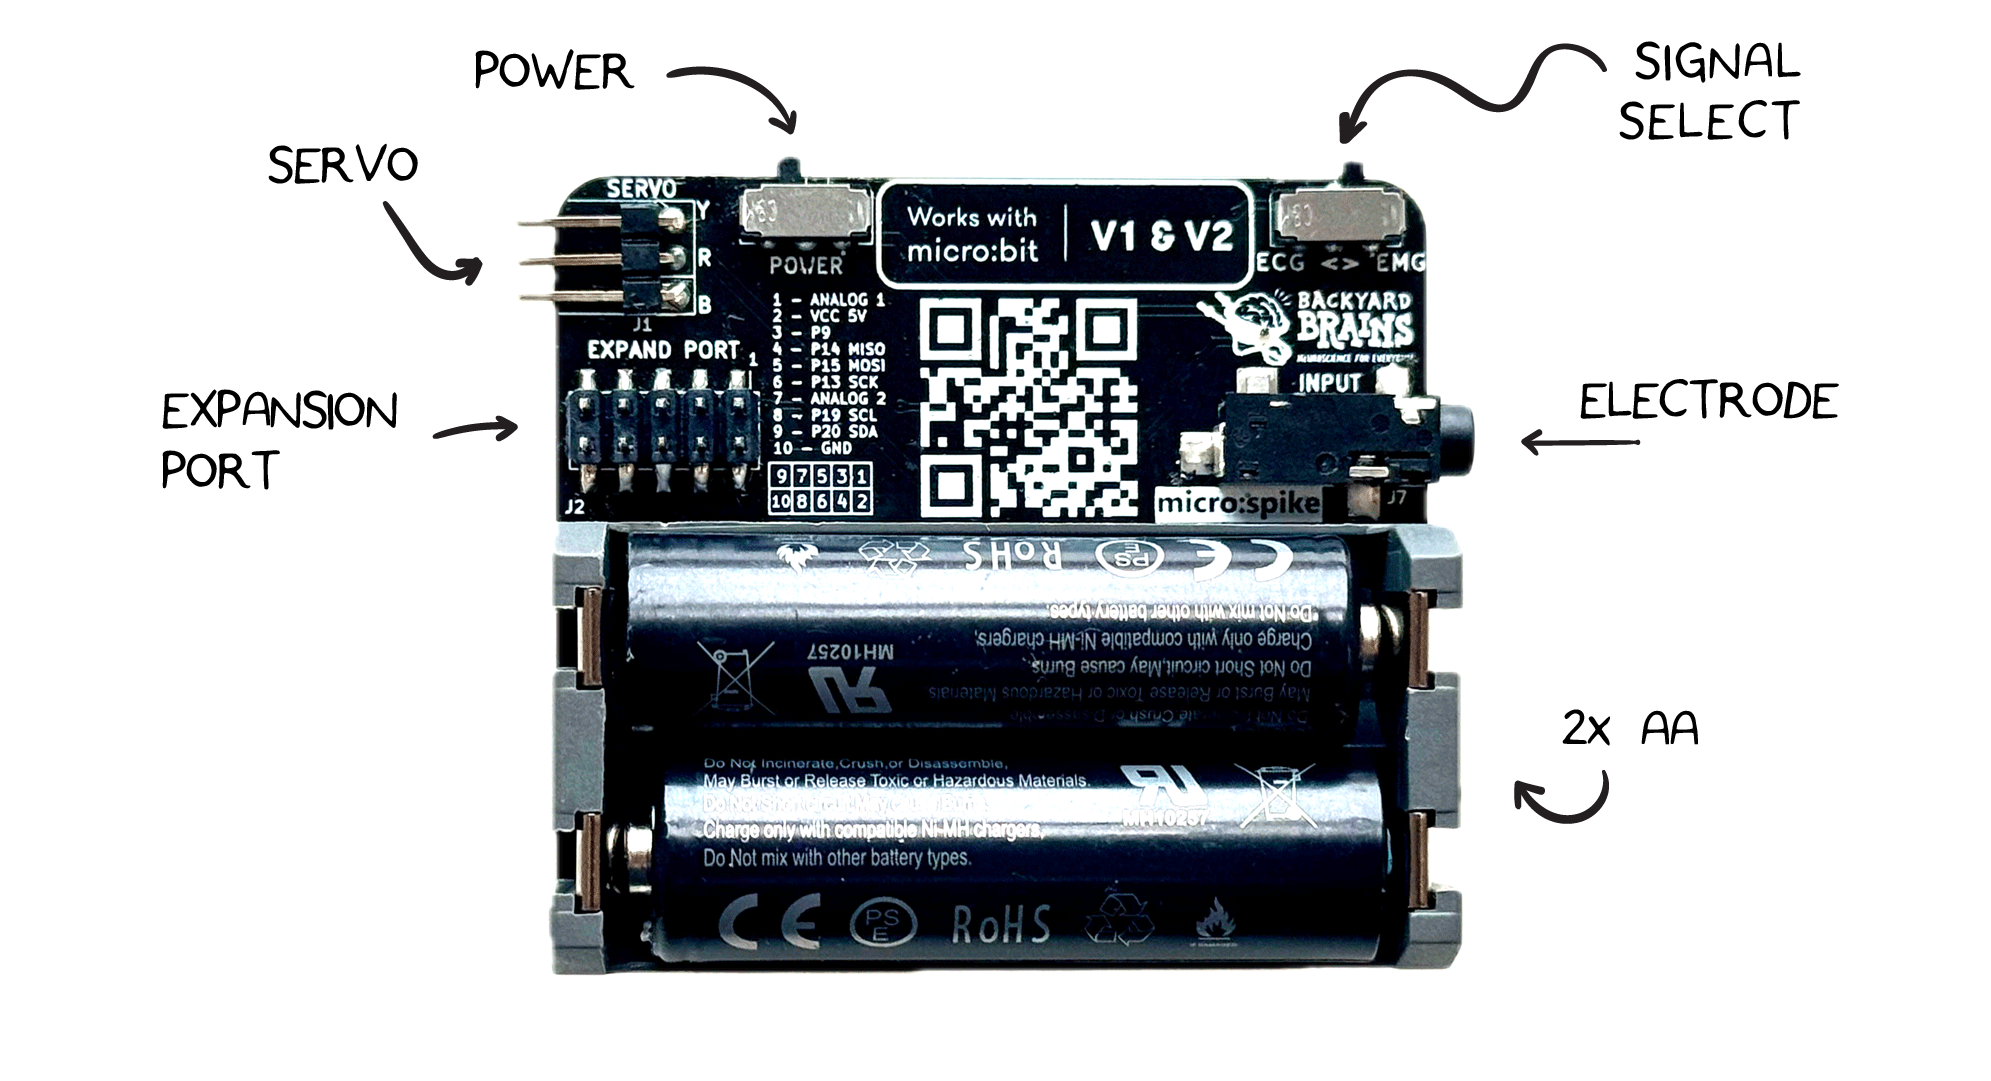 POWER
SIGNAL
SELECT
SERVO
SERVO
Y
R
B
J1
POWER
Works with
micro:bit
V1 & V2
ECG <> EMG
BACKYARD
BRAINS
NEUROSCIENCE FOR EVERYONE
EXPANSION
PORT
EXPAND PORT
1
J2
1 - ANALOG 1
2 - VCC 5V
3 - P9
4 - P14 MISO
5 - P15 MOSI
6 - P13 SCK
7 - ANALOG 2
8 - P19 SCL
9 - P20 SDA
10 - GND
9 7 5 3 1
10 8 6 4 2
INPUT
J7
micro:spike
ELECTRODE
2x AA
CE
PS
E
RoHS
Do Not mix with other battery types.
Charge only with compatible Ni-MH chargers,
Do Not Short circuit,May cause Burns
May Burst or Release Toxic or Hazardous Materials
MH10257
Do Not Incinerate,Crush,or Disassemble,
May Burst or Release Toxic or Hazardous Materials.
Charge only with compatible Ni-MH chargers,
Do Not mix with other battery types.
MH10257
CE
PS
E
RoHS